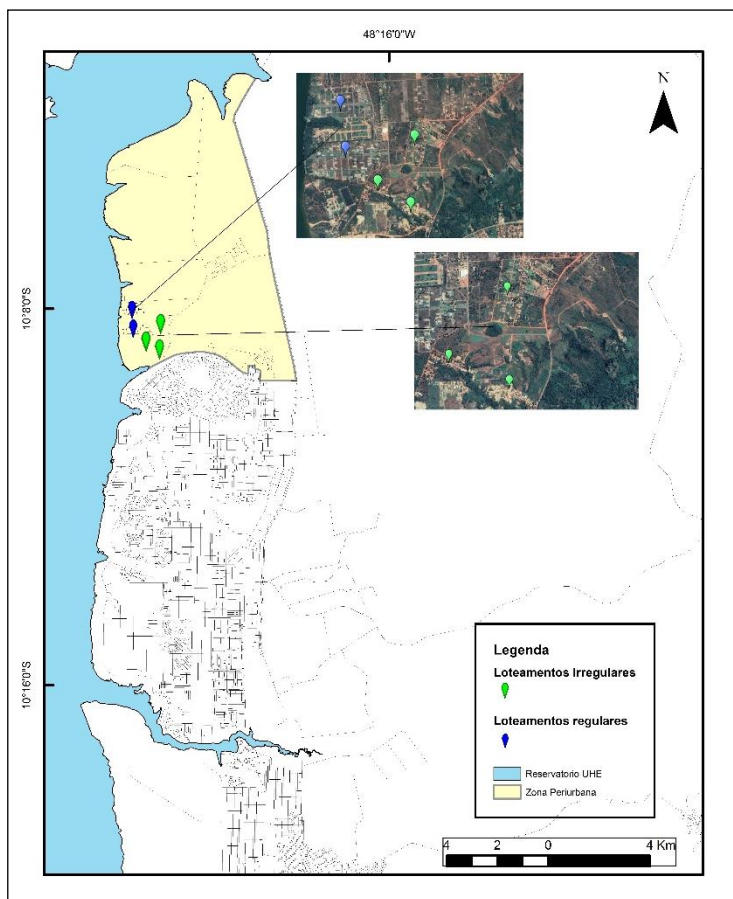 48°16'0"W
N
10°8'0"S
10°16'0"S
Legenda
Loteamentos Irregulares
Loteamentos regulares
Reservatorio UHE
Zona Periurbana
4 2 0 4 Km